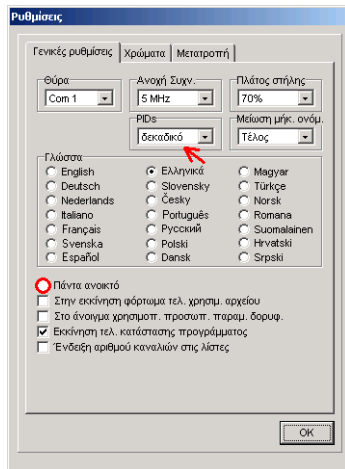 Ρυθμίσεις
Γενικές ρυθμίσεις Χρώματα Μετατροπή
Θύρα Ανοχή Συχν. Πλάτος στήλης
Com 1 5 MHz 70%
PIDs Μείωση μήκ. ονόμ.
δεκαδικό Τέλος
Γλώσσα
English Ελληνικά Magyar
Deutsch Slovensky Türkçe
Nederlands Česky Norsk
Italiano Português Romana
Français Русский Suomalainen
Svenska Polski Hrvatski
Español Dansk Srpski
Πάντα ανοικτό
Στην εκκίνηση φόρτωμα τελ. χρησιμ. αρχείου
Στο άνοιγμα χρησιμοπ. προσωπ. παραμ. δορυφ.
Εκκίνηση τελ. κατάστασης προγράμματος
Ένδειξη αριθμού καναλιών στις λίστες
OK